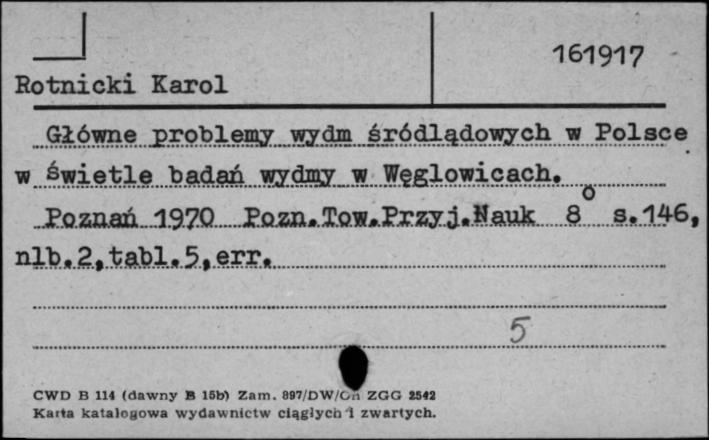 161917
Rotnicki Karol
Główne problemy wydm śródlądowych w Polsce
w świetle badań wydmy w Węglowicach.
Poznań 1970 Pozn.Tow.Przyj.Nauk 8° s.146,
nlb.2,tabl.5,err.
5
CWD B 114 (dawny B 15b) Zam. 897/DW/ ZGG 2542
Karta katalogowa wydawnictw ciągłych i zwartych.